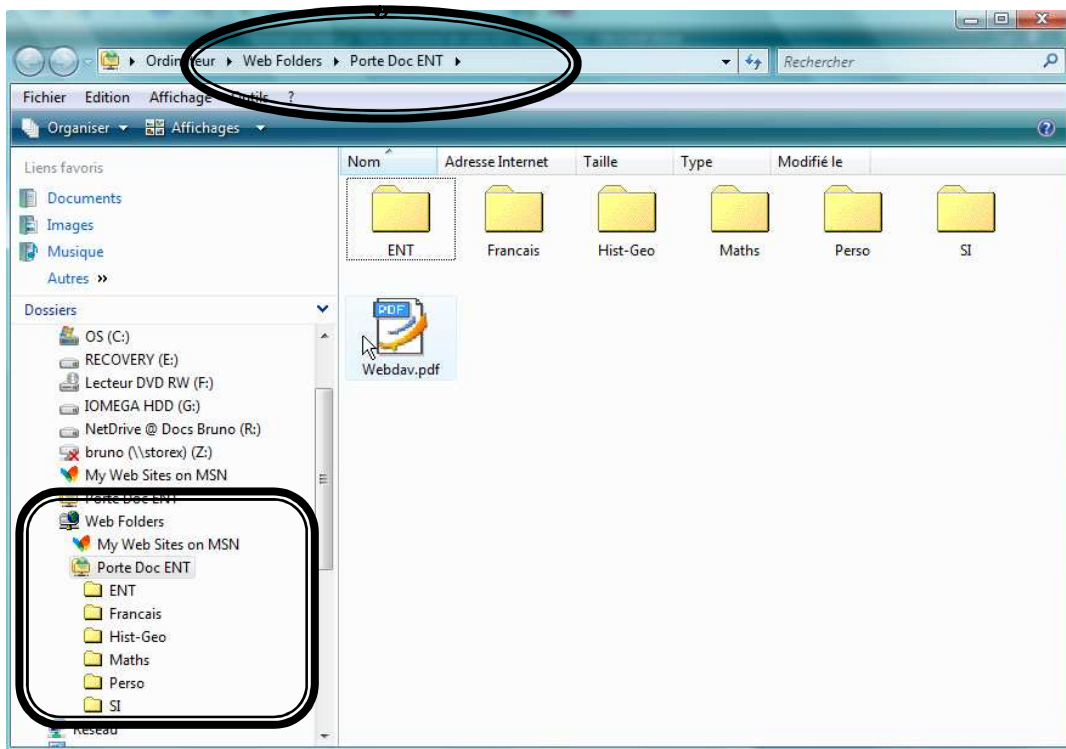 Ordinateur Web Folders Porte Doc ENT Rechercher
Fichier Edition Affichage Outils ?
Organiser Affichages
Liens favoris
Documents
Images
Musique
Autres »
Dossiers
OS (C:)
RECOVERY (E:)
Lecteur DVD RW (F:)
IOMEGA HDD (G:)
NetDrive @ Docs Bruno (R:)
bruno (\\storex) (Z:)
My Web Sites on MSN
Porte Doc ENT
Web Folders
My Web Sites on MSN
Porte Doc ENT
ENT
Francais
Hist-Geo
Maths
Perso
SI
Réseau
Nom Adresse Internet Taille Type Modifié le
ENT Francais Hist-Geo Maths Perso SI
PDF
Webdav.pdf